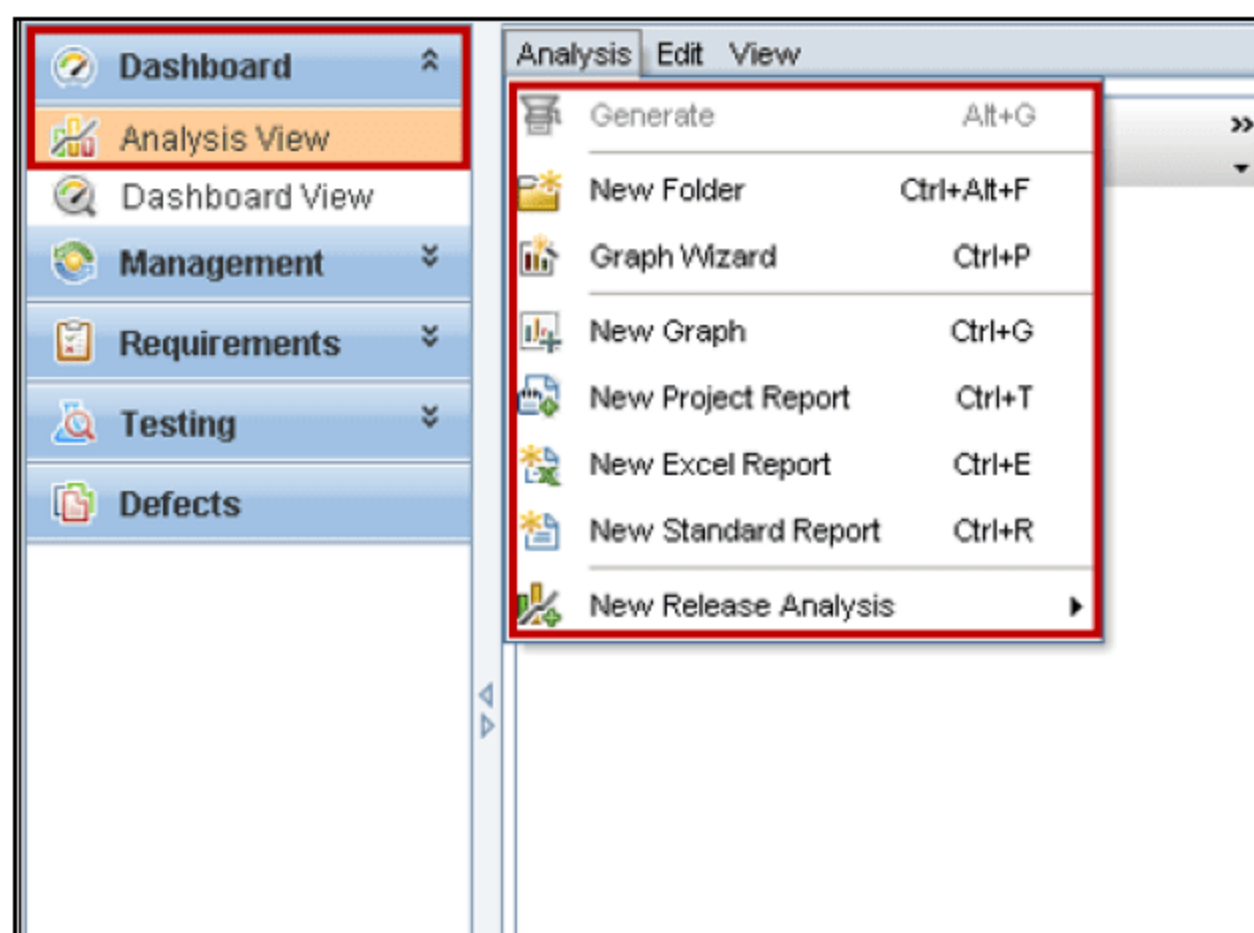 Dashboard
Analysis View
Dashboard View
Management
Requirements
Testing
Defects
Analysis Edit View
Generate Alt+G
New Folder Ctrl+Alt+F
Graph Wizard Ctrl+P
New Graph Ctrl+G
New Project Report Ctrl+T
New Excel Report Ctrl+E
New Standard Report Ctrl+R
New Release Analysis